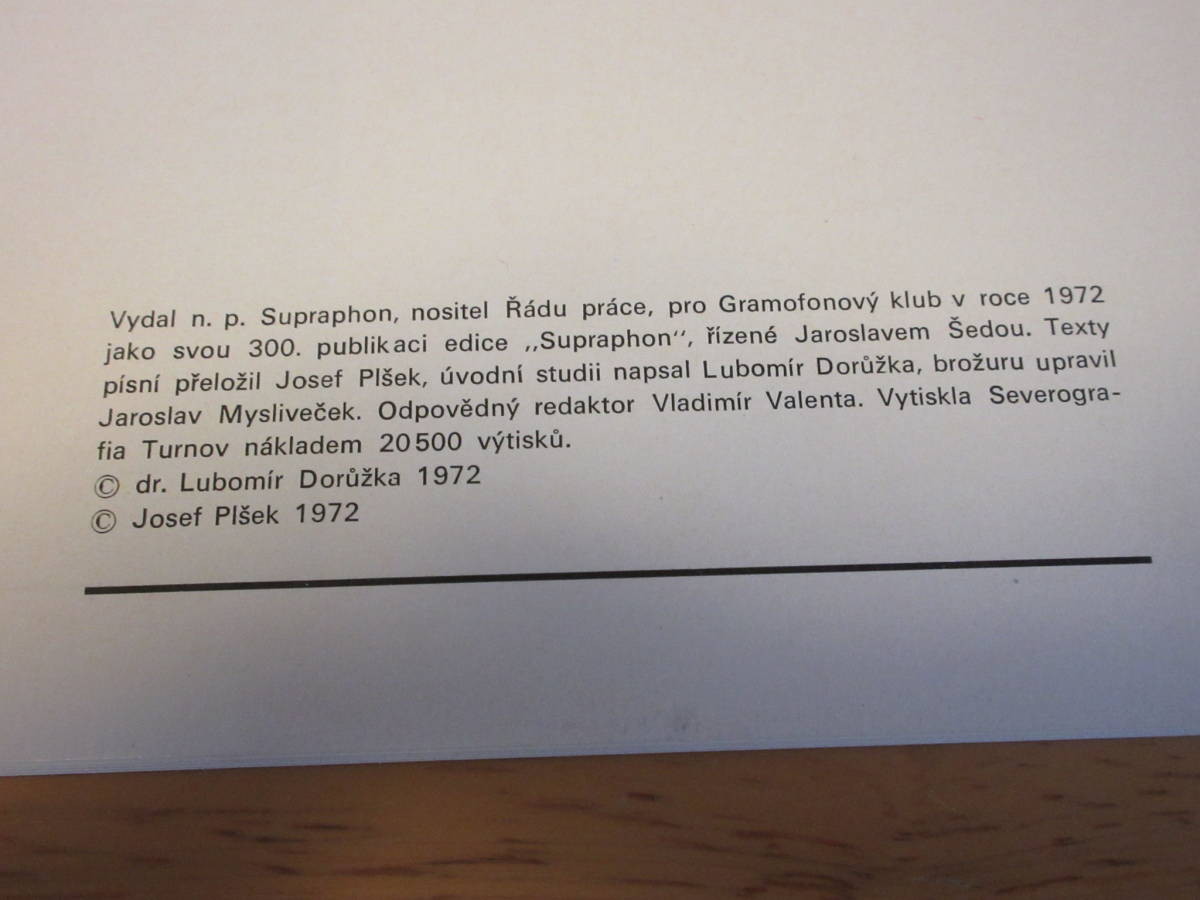 Vydal n. p. Supraphon, nositel Řádu práce, pro Gramofonový klub v roce 1972
jako svou 300. publikaci edice ,,Supraphon'', řízené Jaroslavem Šedou. Texty
písní přeložil Josef Plšek, úvodní studii napsal Lubomír Dorůžka, brožuru upravil
Jaroslav Mysliveček. Odpovědný redaktor Vladimír Valenta. Vytiskla Severogra-
fia Turnov nákladem 20 500 výtisků.
© dr. Lubomír Dorůžka 1972
© Josef Plšek 1972